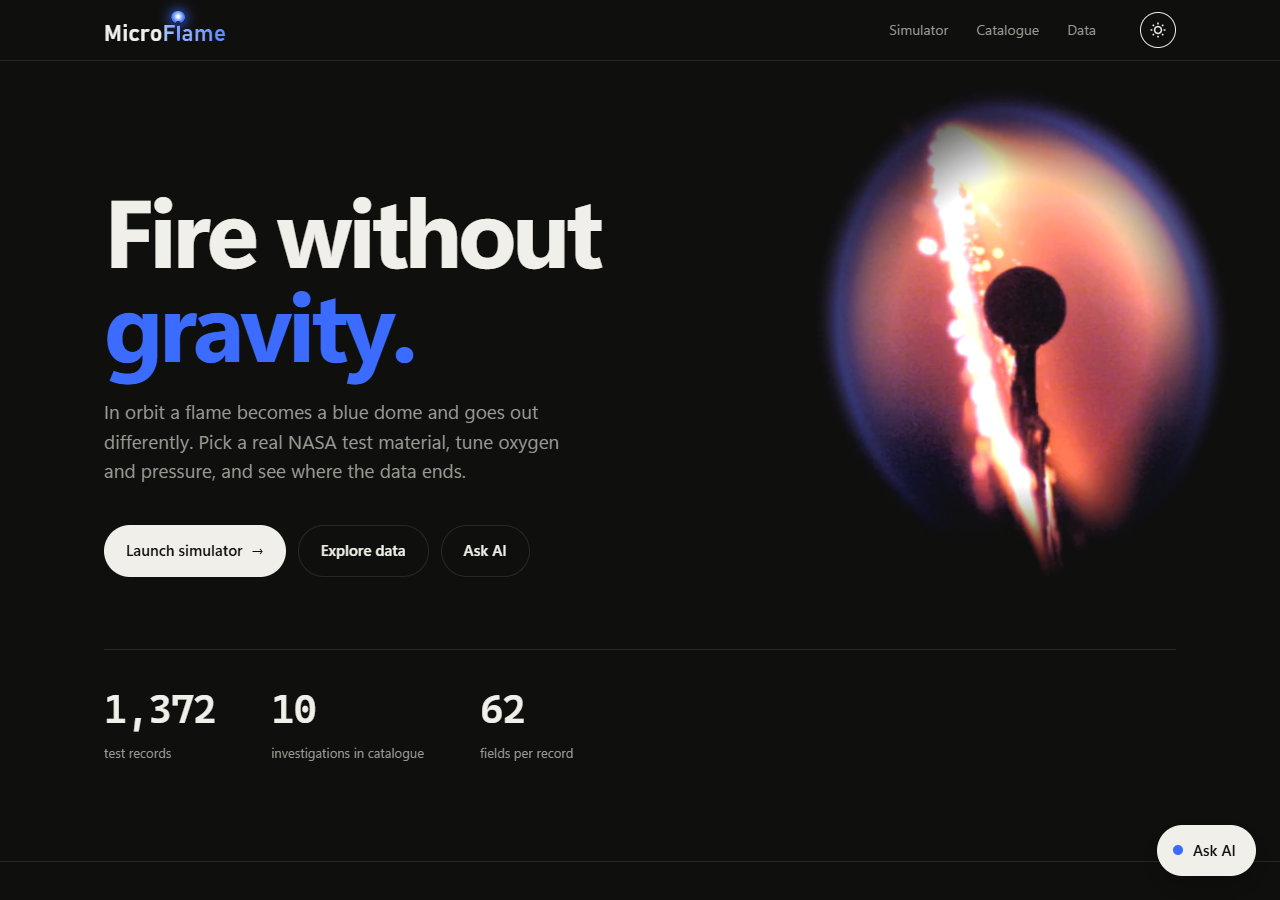 MicroFlame
Simulator Catalogue Data
Fire without
gravity.
In orbit a flame becomes a blue dome and goes out
differently. Pick a real NASA test material, tune oxygen
and pressure, and see where the data ends.
Launch simulator → Explore data Ask AI
1,372 10 62
test records investigations in catalogue fields per record
Ask AI